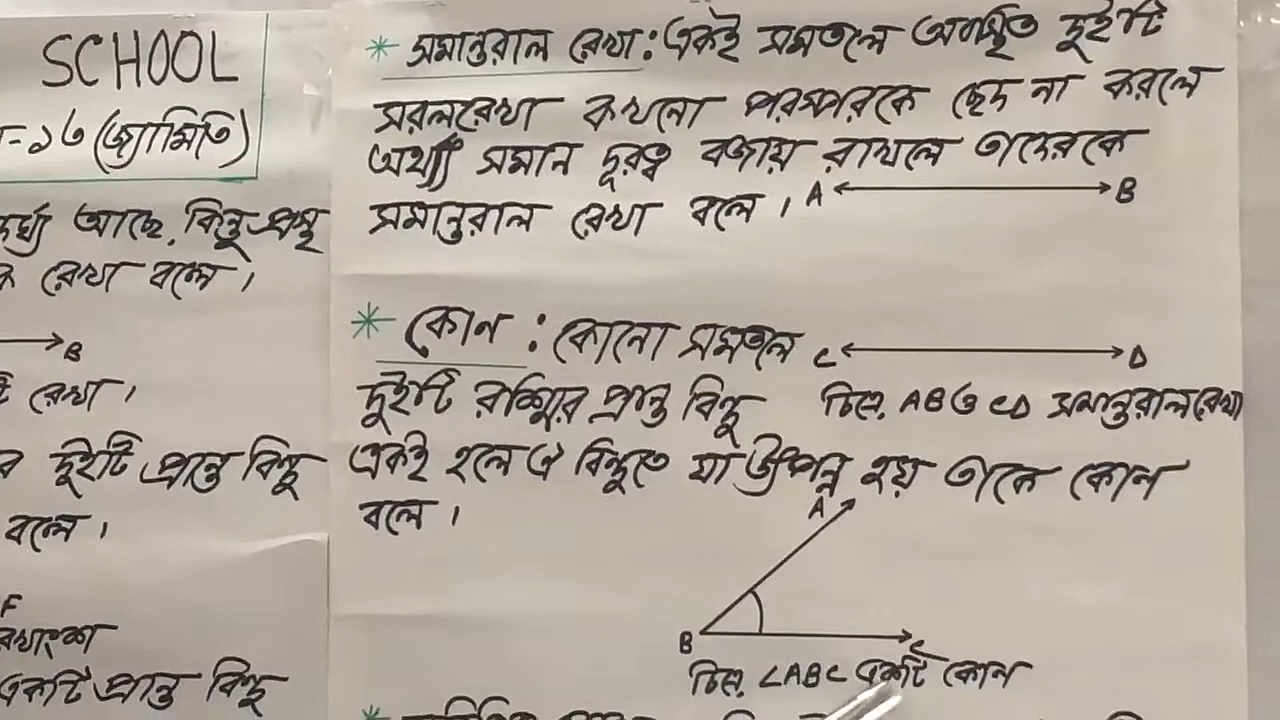 SCHOOL
-১৬ (জ্যামিতি)
আছে, কিন্তু প্রস্থ
রেখা বলে।
B
রেখা।
দুইটি প্রান্ত বিন্দু
বলে।
F
একটি প্রান্ত বিন্দু
* সমান্তরাল রেখা : একই সমতলে অবস্থিত দুইটি
সরলরেখা কখনো পরস্পরকে ছেদ না করলে
অর্থাৎ সমান দূরত্ব বজায় রাখলে তাদেরকে
সমান্তরাল রেখা বলে।
A B
* কোন : কোনো সমতলে
C D
দুইটি রশ্মির প্রান্ত বিন্দু
চিত্রে, AB ও CD সমান্তরাল রেখা
একই হলে ঐ বিন্দুতে যা উৎপন্ন হয় তাকে কোন
বলে।
A
B C
চিত্রে, ∠ABC একটি কোন